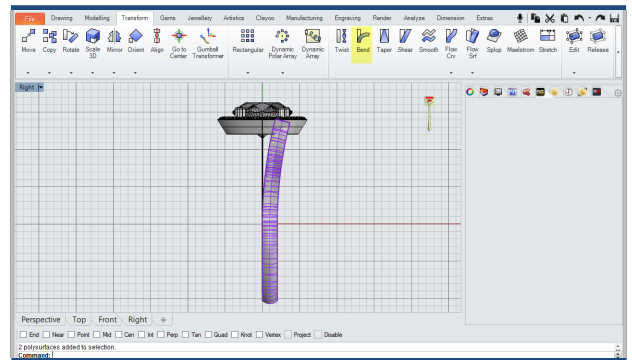 File Drawing Modelling Transform Gems Jewellery Artistics Clayoo Manufacturing Engraving Render Analyze Dimension Extras
Move Copy Rotate Scale 3D Mirror Orient Align Go to Center Gumball Transformer Rectangular Dynamic Polar Array Dynamic Array Twist Bend Taper Shear Smooth Flow Crv Flow Srf Splop Maelstrom Stretch Edit Release
Right
Perspective Top Front Right
End Near Point Mid Cen Int Perp Tan Quad Knot Vertex Project Disable
2 polysurfaces added to selection.
Command: